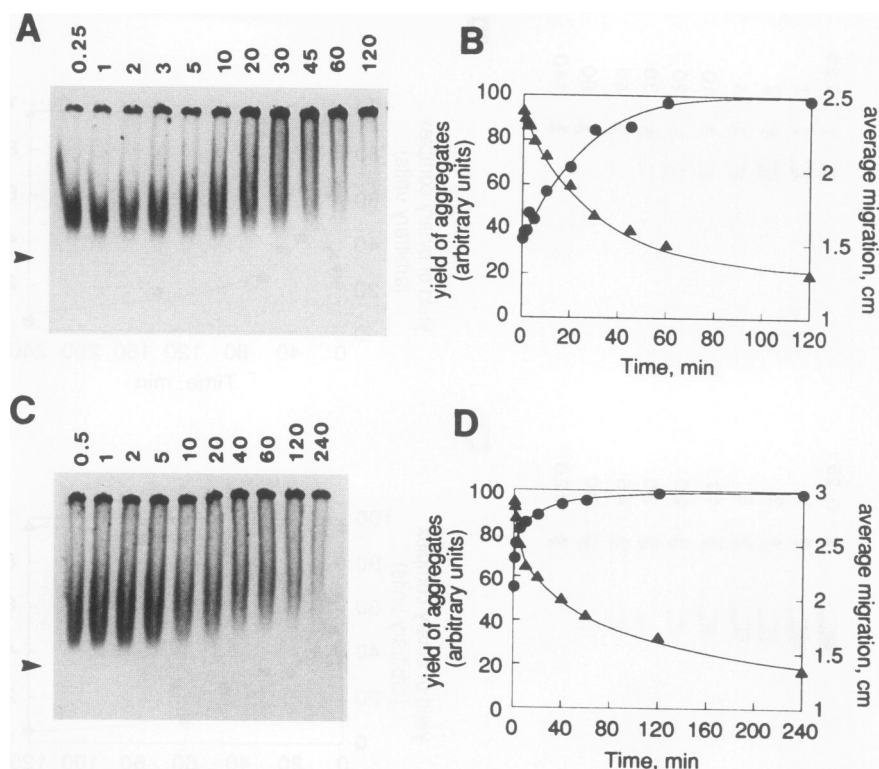 A
0.25 1 2 3 5 10 20 30 45 60 120
B
100
80
60
40
20
0
yield of aggregates
(arbitrary units)
2.5
2
1.5
1
average migration, cm
0 20 40 60 80 100 120
Time, min
C
0.5 1 2 5 10 20 40 60 120 240
D
100
80
60
40
20
0
yield of aggregates
(arbitrary units)
3
2.5
2
1.5
1
average migration, cm
0 40 80 120 160 200 240
Time, min